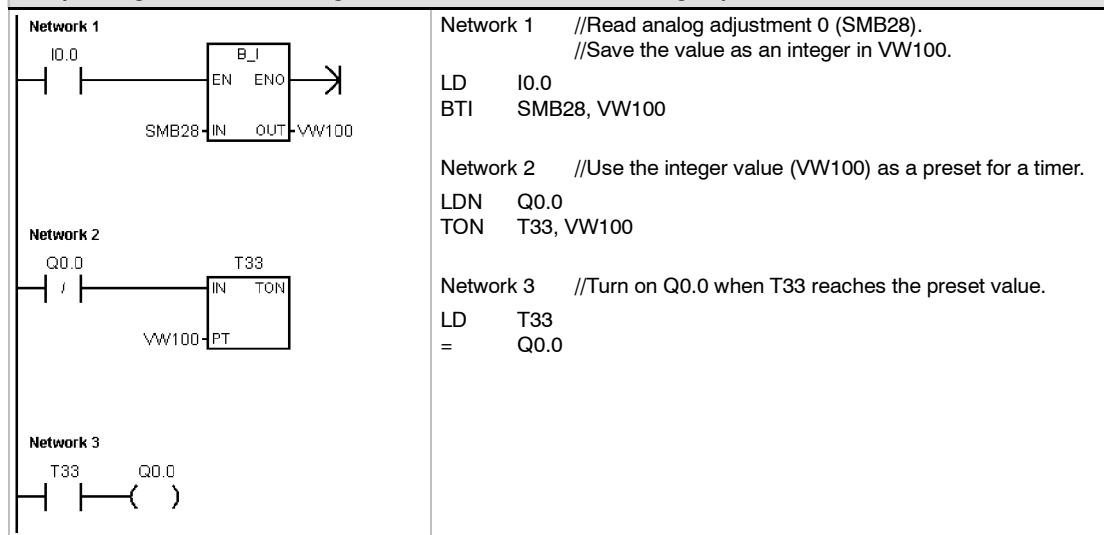 Network 1
I0.0
B_I
EN ENO
SMB28 IN OUT VW100
Network 2
Q0.0 T33
/
IN TON
VW100 PT
Network 3
T33 Q0.0
Network 1 //Read analog adjustment 0 (SMB28).
//Save the value as an integer in VW100.
LD I0.0
BTI SMB28, VW100
Network 2 //Use the integer value (VW100) as a preset for a timer.
LDN Q0.0
TON T33, VW100
Network 3 //Turn on Q0.0 when T33 reaches the preset value.
LD T33
= Q0.0